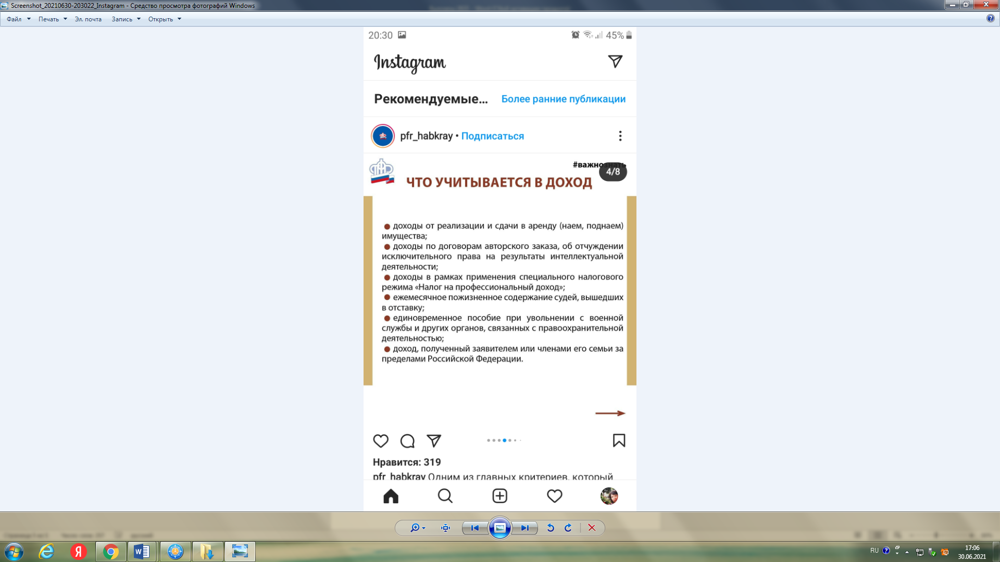 Screenshot_20210630-203022_Instagram - Средство просмотра фотографий Windows
Файл Печать Эл. почта Запись Открыть
20:30 45%
Instagram
Рекомендуемые... Более ранние публикации
pfr_habkray • Подписаться
#важно
4/8
ЧТО УЧИТЫВАЕТСЯ В ДОХОД
● доходы от реализации и сдачи в аренду (наем, поднаем)
имущества;
● доходы по договорам авторского заказа, об отчуждении
исключительного права на результаты интеллектуальной
деятельности;
● доходы в рамках применения специального налогового
режима «Налог на профессиональный доход»;
● ежемесячное пожизненное содержание судей, вышедших
в отставку;
● единовременное пособие при увольнении с военной
службы и других органов, связанных с правоохранительной
деятельностью;
● доход, полученный заявителем или членами его семьи за
пределами Российской Федерации.
Нравится: 319
pfr_habkray Одним из главных критериев, который
RU
17:06
30.06.2021